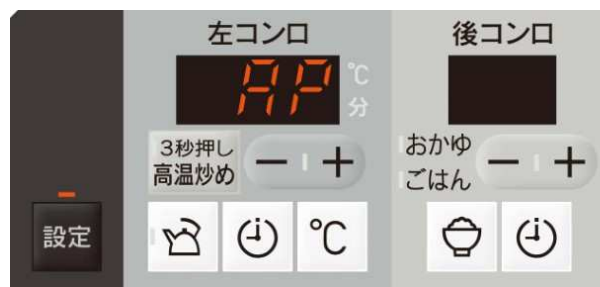 左コンロ
AP
℃
分
3秒押し
高温炒め
− +
℃
後コンロ
おかゆ
ごはん
− +
設定